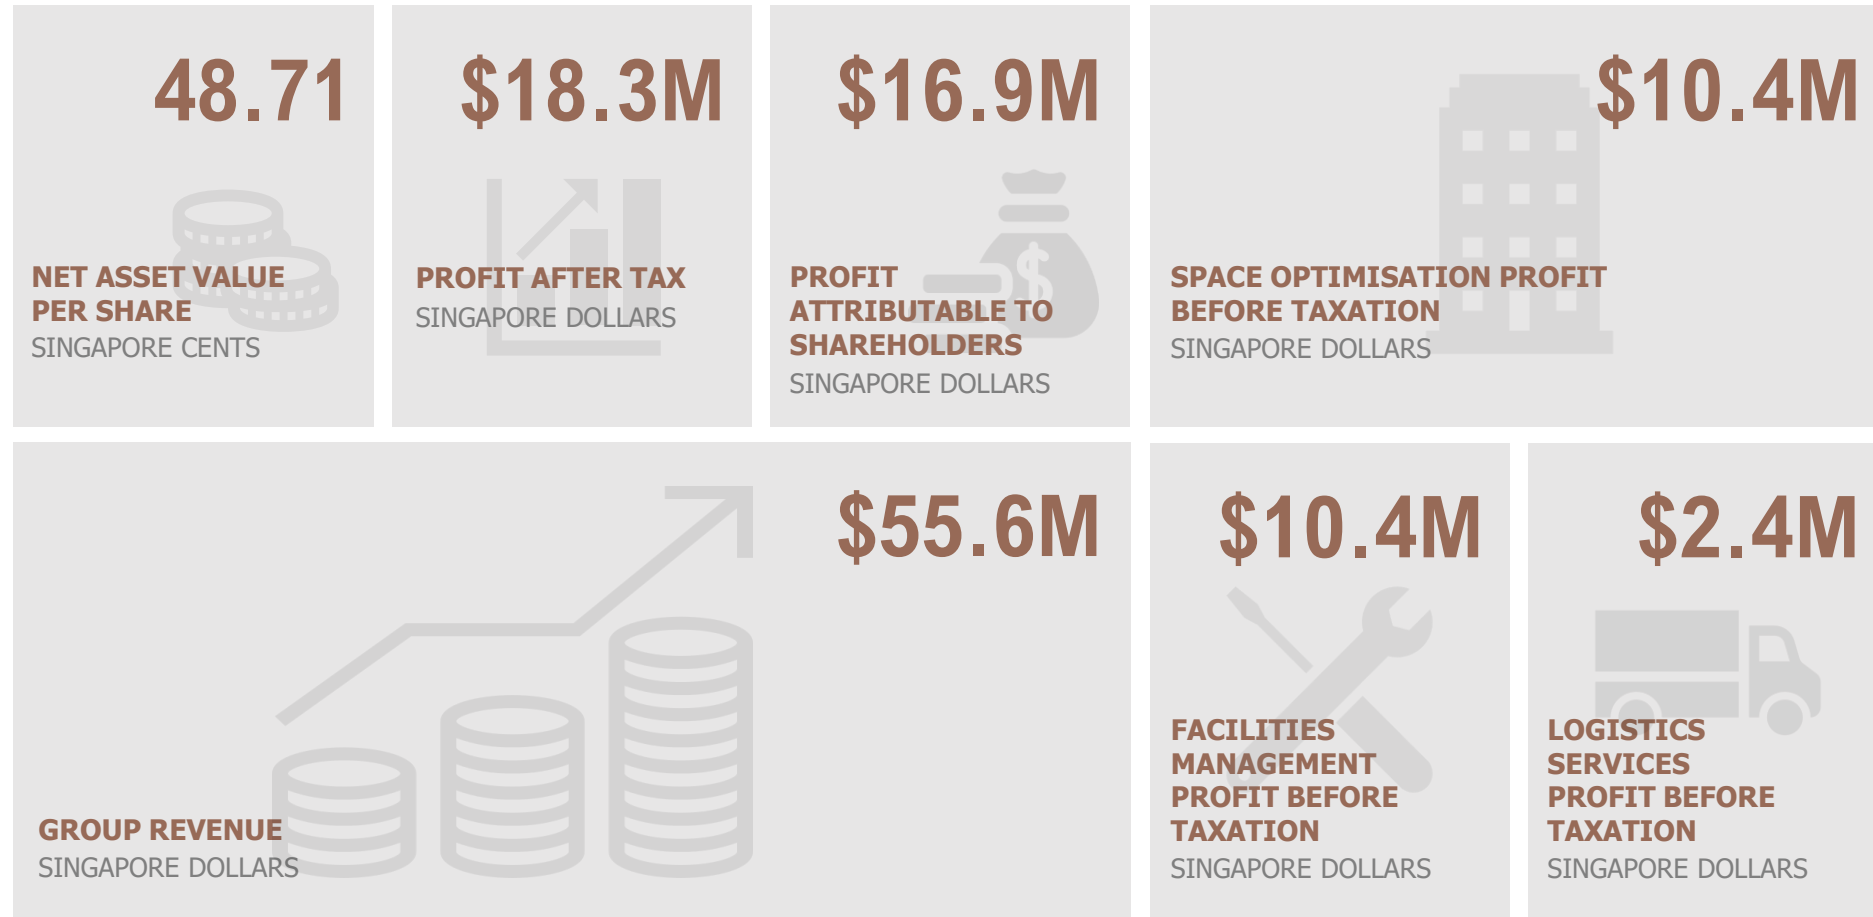 48.71
NET ASSET VALUE
PER SHARE
SINGAPORE CENTS
$18.3M
PROFIT AFTER TAX
SINGAPORE DOLLARS
$16.9M
PROFIT
ATTRIBUTABLE TO
SHAREHOLDERS
SINGAPORE DOLLARS
$10.4M
SPACE OPTIMISATION PROFIT
BEFORE TAXATION
SINGAPORE DOLLARS
$55.6M
GROUP REVENUE
SINGAPORE DOLLARS
$10.4M
FACILITIES
MANAGEMENT
PROFIT BEFORE
TAXATION
SINGAPORE DOLLARS
$2.4M
LOGISTICS
SERVICES
PROFIT BEFORE
TAXATION
SINGAPORE DOLLARS